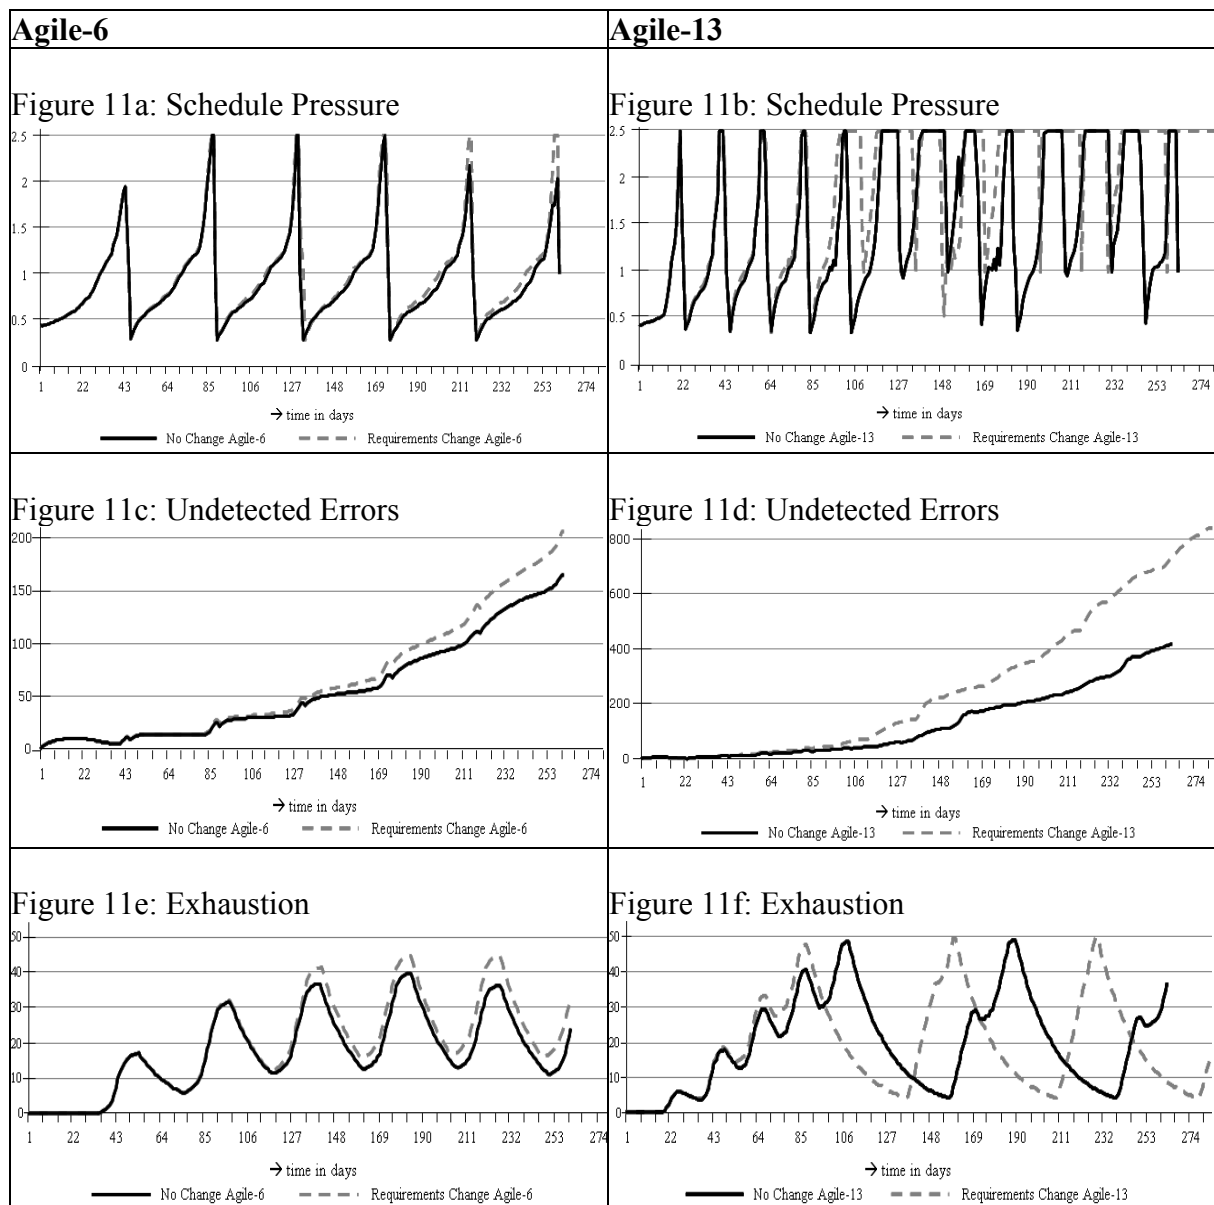 Agile-6
Agile-13
Figure 11a: Schedule Pressure
2.5
2
1.5
1
0.5
0
1 22 43 64 85 106 127 148 169 190 211 232 253 274
→ time in days
No Change Agile-6 Requirements Change Agile-6
Figure 11b: Schedule Pressure
2.5
2
1.5
1
0.5
0
1 22 43 64 85 106 127 148 169 190 211 232 253 274
→ time in days
No Change Agile-13 Requirements Change Agile-13
Figure 11c: Undetected Errors
200
150
100
50
0
1 22 43 64 85 106 127 148 169 190 211 232 253 274
→ time in days
No Change Agile-6 Requirements Change Agile-6
Figure 11d: Undetected Errors
800
600
400
200
0
1 22 43 64 85 106 127 148 169 190 211 232 253 274
→ time in days
No Change Agile-13 Requirements Change Agile-13
Figure 11e: Exhaustion
50
40
30
20
10
0
1 22 43 64 85 106 127 148 169 190 211 232 253 274
→ time in days
No Change Agile-6 Requirements Change Agile-6
Figure 11f: Exhaustion
50
40
30
20
10
0
1 22 43 64 85 106 127 148 169 190 211 232 253 274
→ time in days
No Change Agile-13 Requirements Change Agile-13